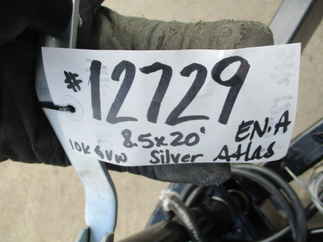 *12729
8.5x20' EN.A
10K GVW Silver Atlas